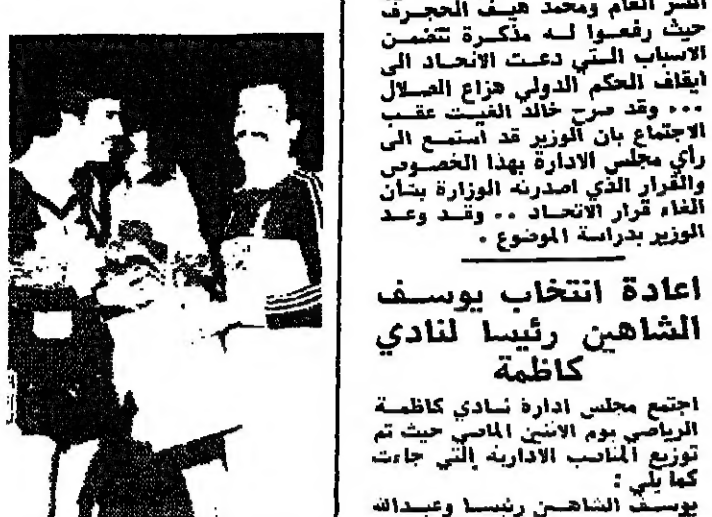 السر العام ومحمد هيف الحجرف
حيث رفعوا له مذكرة تتضمن
الاسباب التي دعت الاتحاد الى
ايقاف الحكم الدولي هزاع الصلال
... وقد صرح خالد الغيث عقب
الاجتماع بان الوزير قد استمع الى
رأي مجلس الادارة بهذا الخصوص
والقرار الذي اصدرته الوزارة بشأن
الغاء قرار الاتحاد .. وقد وعد
الوزير بدراسة الموضوع .
اعادة انتخاب يوسف
الشاهين رئيسا لنادي
كاظمة
اجتمع مجلس ادارة نادي كاظمة
الرياضي يوم الاثنين الماضي حيث تم
توزيع المناصب الادارية التي جاءت
كما يلي :
يوسف الشاهين رئيسا وعبدالله